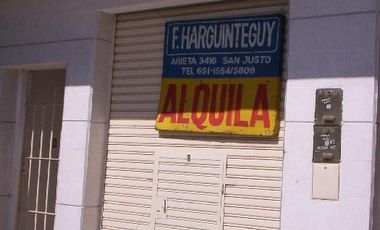 F. HARGUINTEGUY
ARIETA 3416 SAN JUSTO
TEL 651-1554/5808
ALQUILA